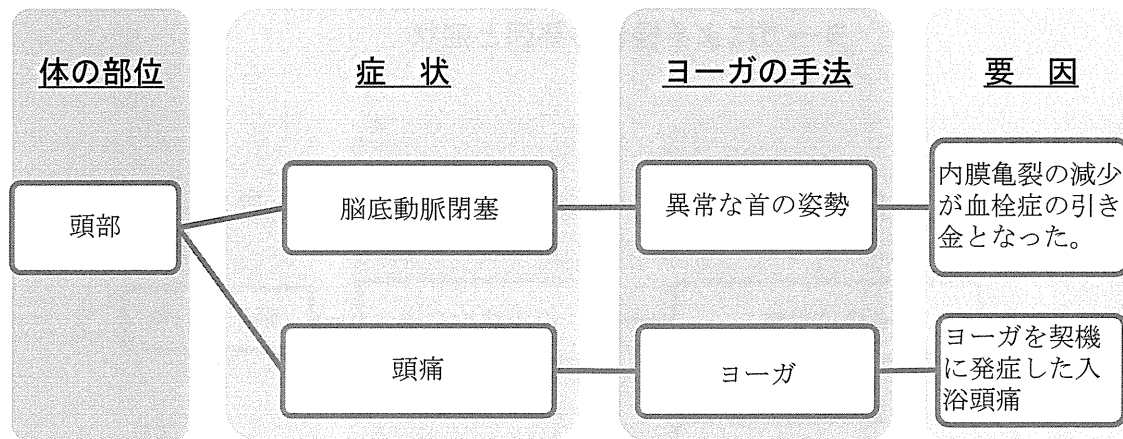 体の部位
症 状
ヨーガの手法
要 因
頭部
脳底動脈閉塞
異常な首の姿勢
内膜亀裂の減少
が血栓症の引き
金となった。
頭痛
ヨーガ
ヨーガを契機
に発症した入
浴頭痛